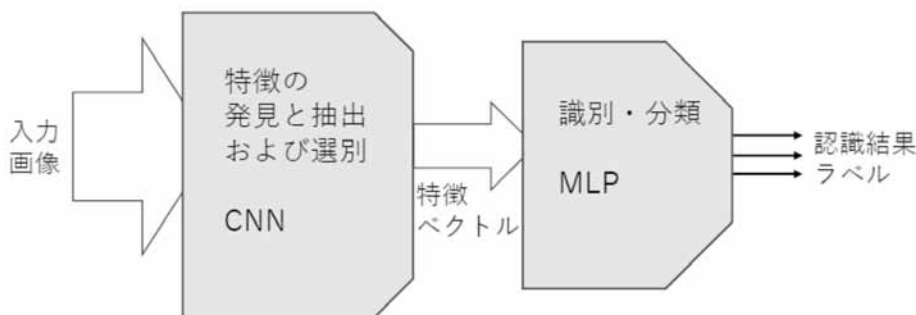 入力
画像
特徴の
発見と抽出
および選別
CNN
特徴
ベクトル
識別・分類
MLP
認識結果
ラベル